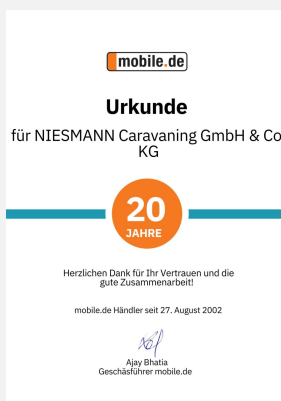 mobile.de
Urkunde
für NIESMANN Caravaning GmbH & Co
KG
20
JAHRE
Herzlichen Dank für Ihr Vertrauen und die
gute Zusammenarbeit!
mobile.de Händler seit 27. August 2002
Ajay Bhatia
Geschäsführer mobile.de